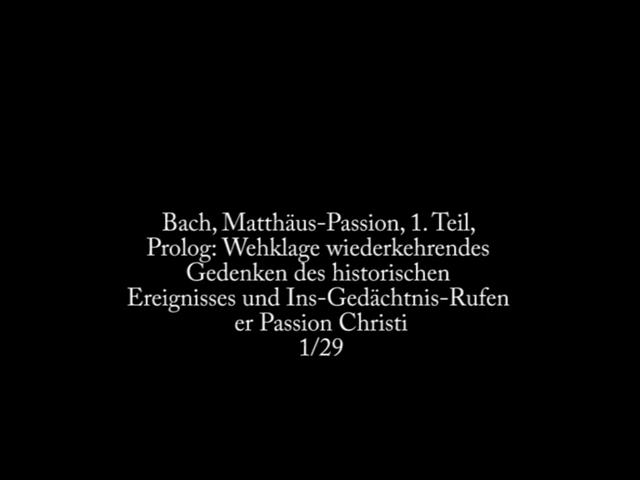 Bach, Matthäus-Passion, 1. Teil,
Prolog: Wehklage wiederkehrendes
Gedenken des historischen
Ereignisses und Ins-Gedächtnis-Rufen
er Passion Christi
1/29